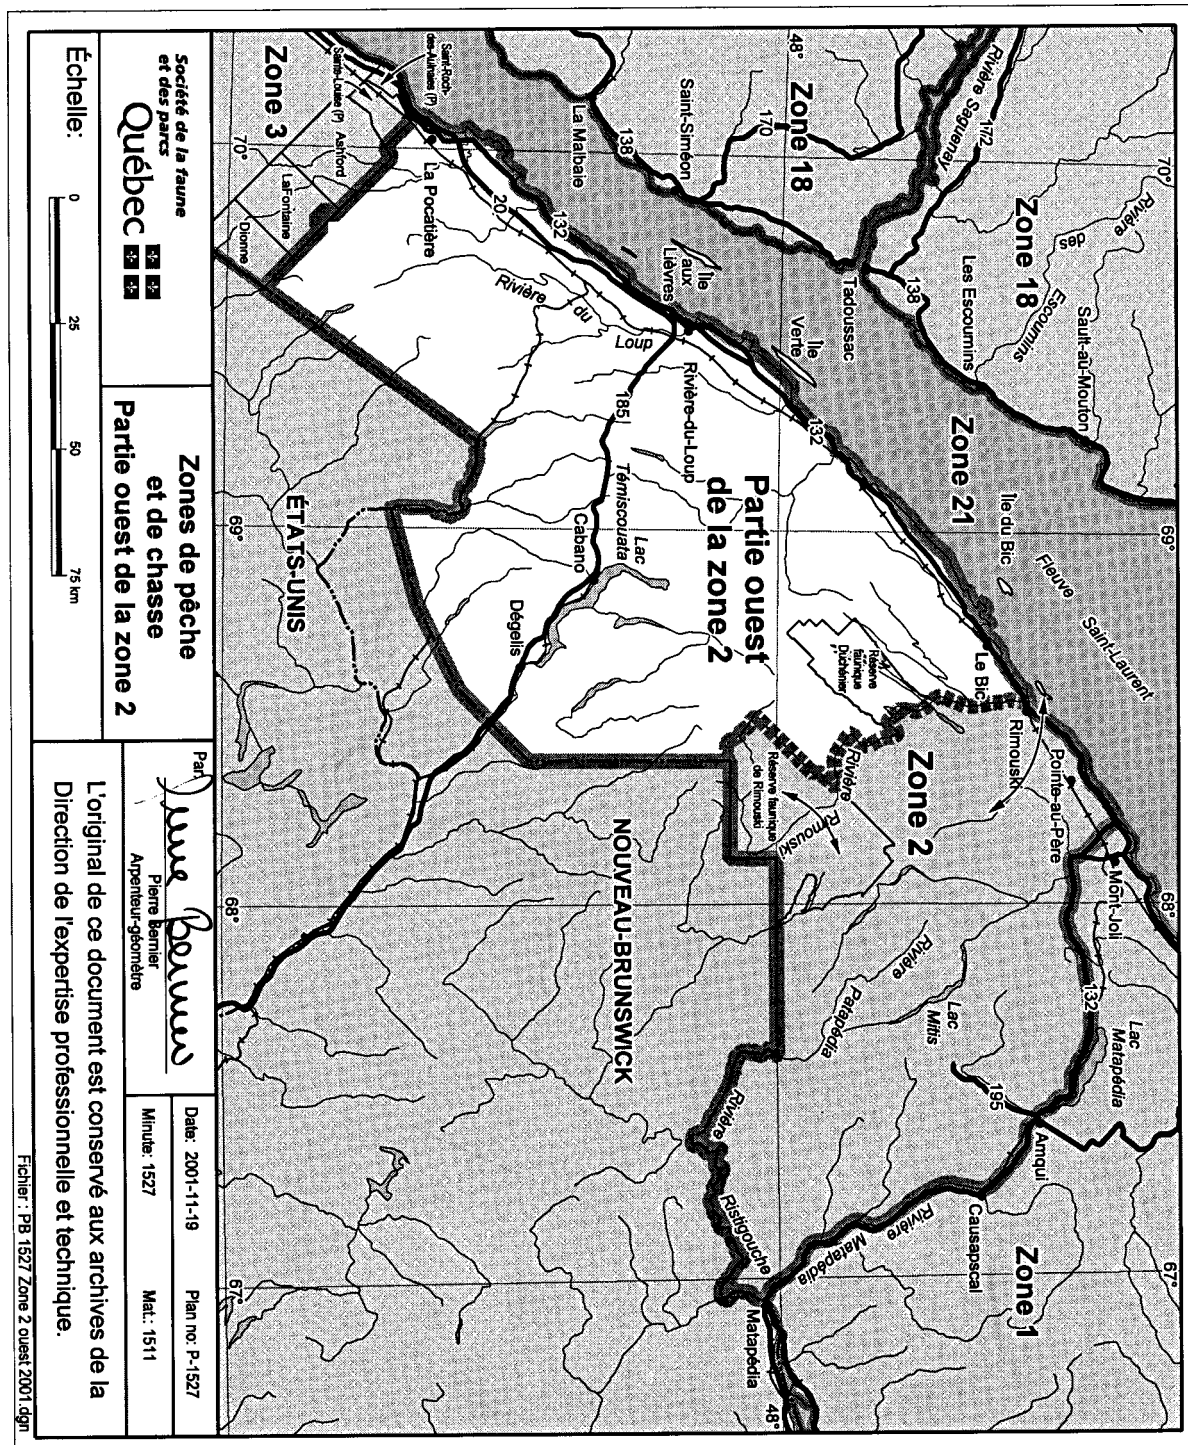 70°
69°
68°
67°
48°
Rivière Saguenay
172
Zone 18
Rivière
des
Escoumins
Sault-au-Mouton
Les Escoumins
138
Zone 18
170
Saint-Siméon
138
La Malbaie
Tadoussac
Île
Verte
Île
aux
Lièvres
Zone 21
Île du Bic
Fleuve
Saint-Laurent
Le Bic
Rimouski
Pointe-au-Père
Mont-Joli
132
Lac
Matapédia
Lac
Mitis
195
Amqui
Causapscal
Zone 1
Rivière
Matapédia
Zone 2
Rivière
Rimouski
Rivière
Patapédia
Réserve
faunique
Duchénier
Réserve faunique
de Rimouski
Partie ouest
de la zone 2
132
132
20
Rivière
du
Loup
Rivière-du-Loup
185
Lac
Témiscouata
Cabano
Dégelis
La Pocatière
Saint-Roch-
des-Aulnaies (P)
Sainte-Louise (P)
Ashford
LaFontaine
Dionne
Zone 3
ÉTATS-UNIS
NOUVEAU-BRUNSWICK
Rivière
Ristigouche
Matapédia
48°
70°
69°
68°
67°
Société de la faune
et des parcs
Québec
Échelle:
0
25
50
75 km
Zones de pêche
et de chasse
Partie ouest de la zone 2
Par
Pierre Bernier
Pierre Bernier
Arpenteur-géomètre
Date: 2001-11-19
Plan no: P-1527
Minute: 1527
Mat.: 1511
L'original de ce document est conservé aux archives de la
Direction de l'expertise professionnelle et technique.
Fichier : PB 1527 Zone 2 ouest 2001.dgn